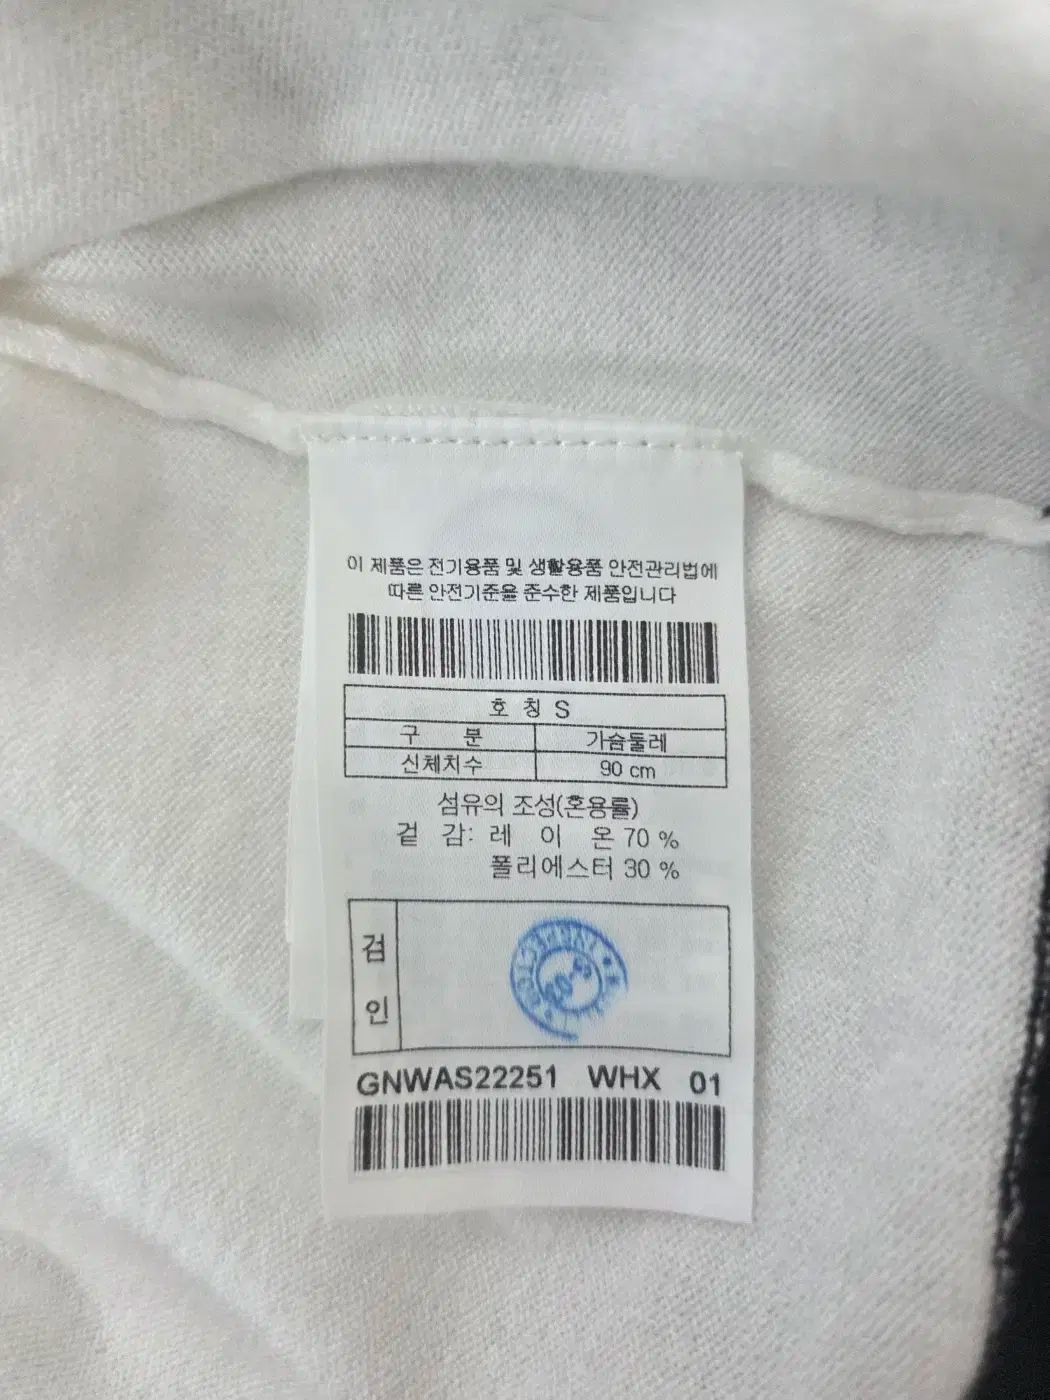 이 제품은 전기용품 및 생활용품 안전관리법에
따른 안전기준을 준수한 제품입니다
호 칭 S
구 분 가슴둘레
신체치수 90 cm
섬유의 조성(혼용률)
겉 감: 레 이 온 70 %
폴리에스터 30 %
검
인
GNWAS22251 WHX 01